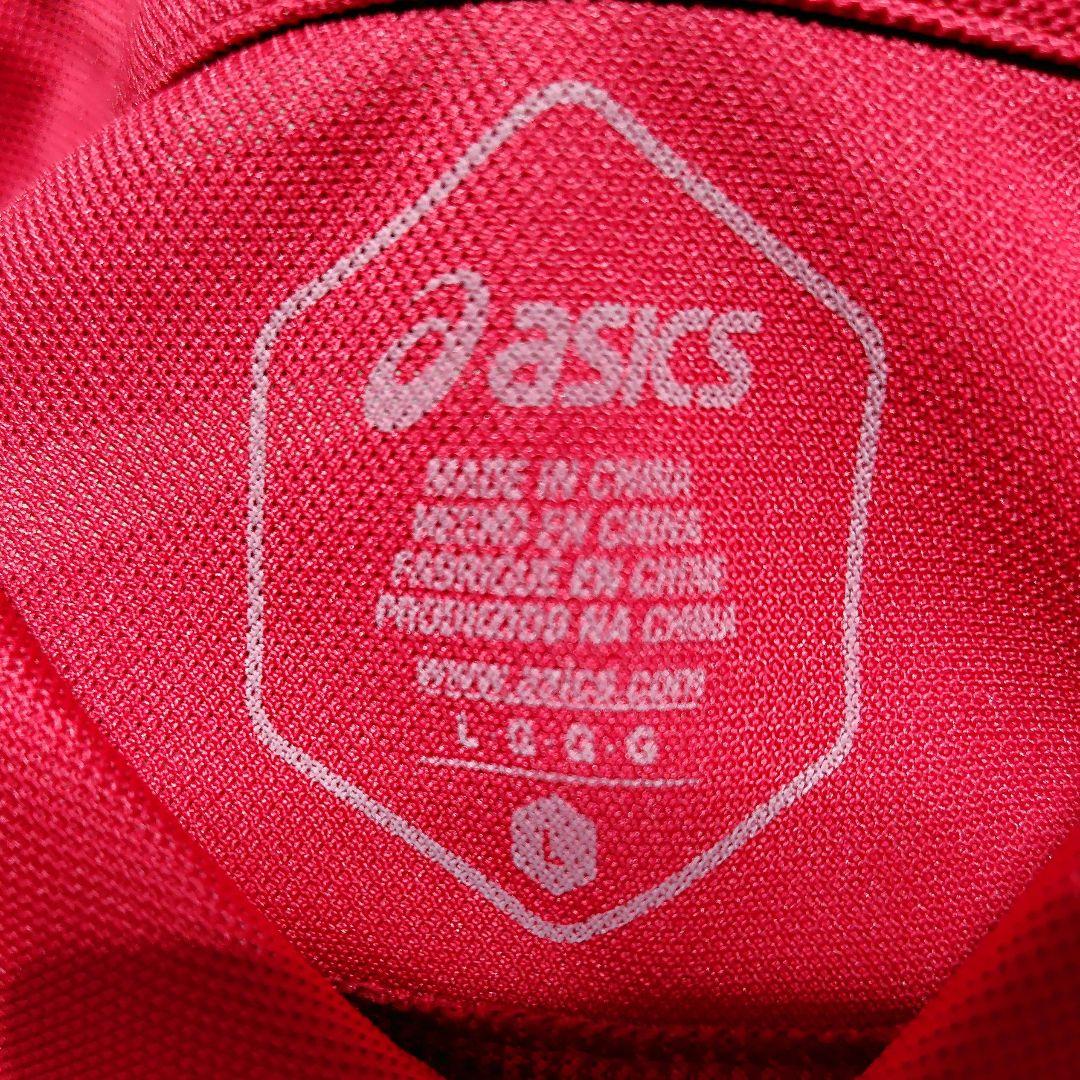 asics
MADE IN CHINA
HECHO EN CHINA
FABRIQUE EN CHINE
PRODUZIDO NA CHINA
www.asics.com
L · G · G · G
L